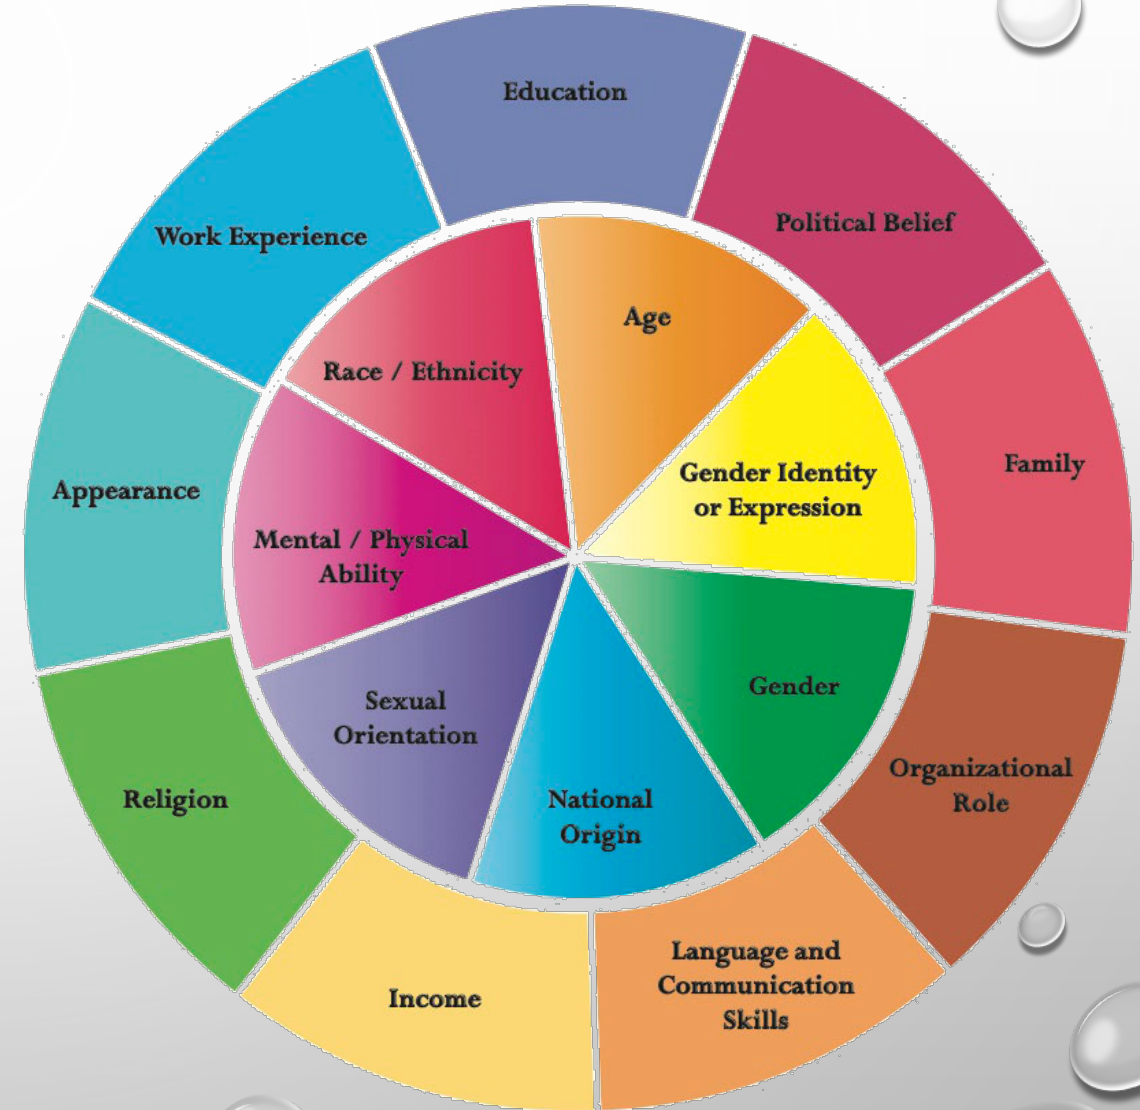 Education
Political Belief
Work Experience
Age
Race / Ethnicity
Family
Gender Identity
or Expression
Appearance
Mental / Physical
Ability
Gender
Sexual
Orientation
Organizational
Role
Religion
National
Origin
Language and
Communication
Skills
Income